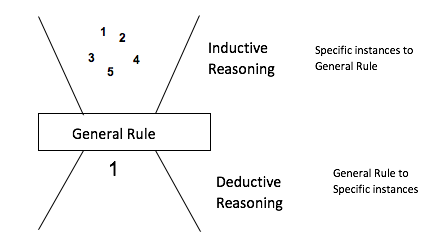 1
2
3
4
5
Inductive
Reasoning
Specific instances to
General Rule
General Rule
1
Deductive
Reasoning
General Rule to
Specific instances